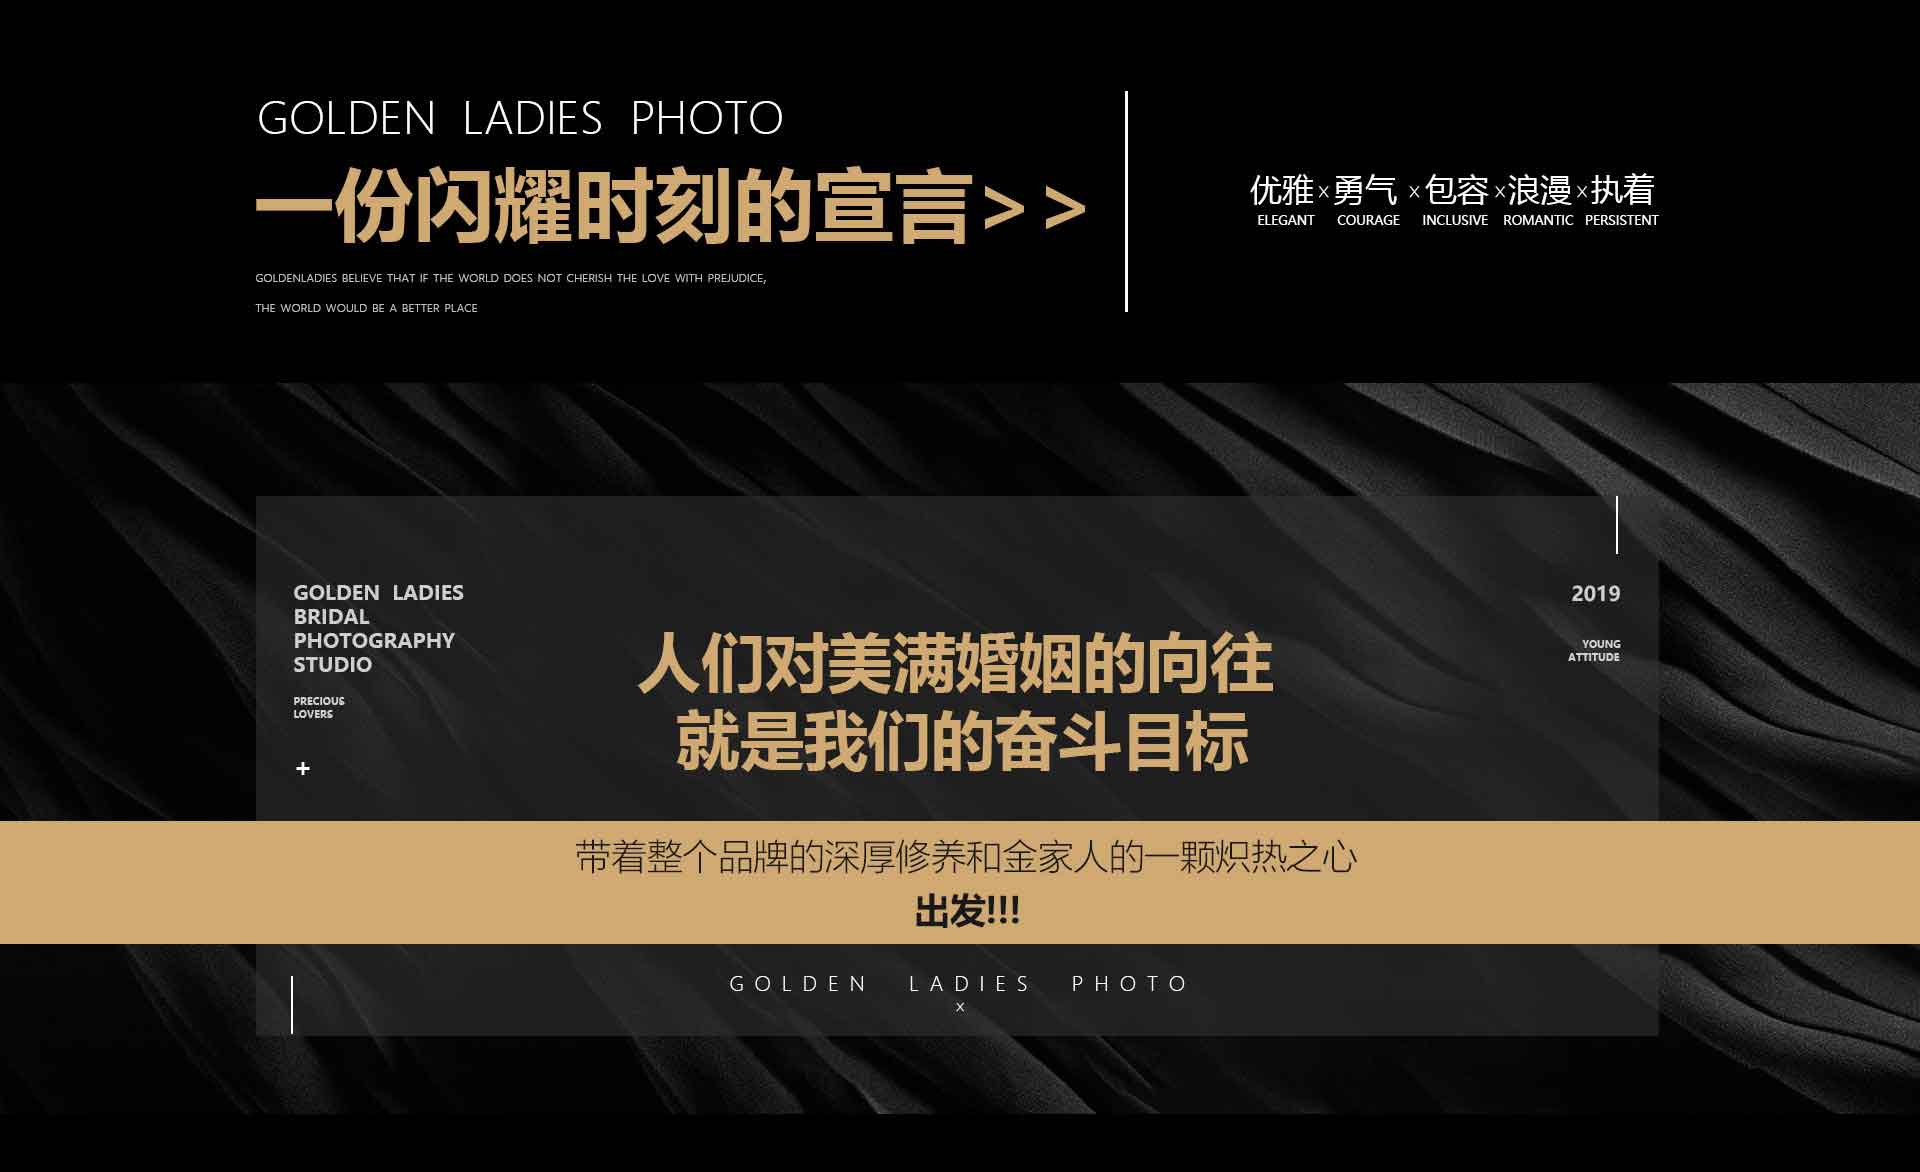 GOLDEN LADIES PHOTO
一份闪耀时刻的宣言>>
GOLDENLADIES BELIEVE THAT IF THE WORLD DOES NOT CHERISH THE LOVE WITH PREJUDICE,
THE WORLD WOULD BE A BETTER PLACE
优雅x勇气 x包容x浪漫x执着
ELEGANT COURAGE INCLUSIVE ROMANTIC PERSISTENT
GOLDEN LADIES
BRIDAL
PHOTOGRAPHY
STUDIO
PRECIOUS
LOVERS
+
2019
YOUNG
ATTITUDE
人们对美满婚姻的向往
就是我们的奋斗目标
带着整个品牌的深厚修养和金家人的一颗炽热之心
出发!!!
GOLDEN LADIES PHOTO
x